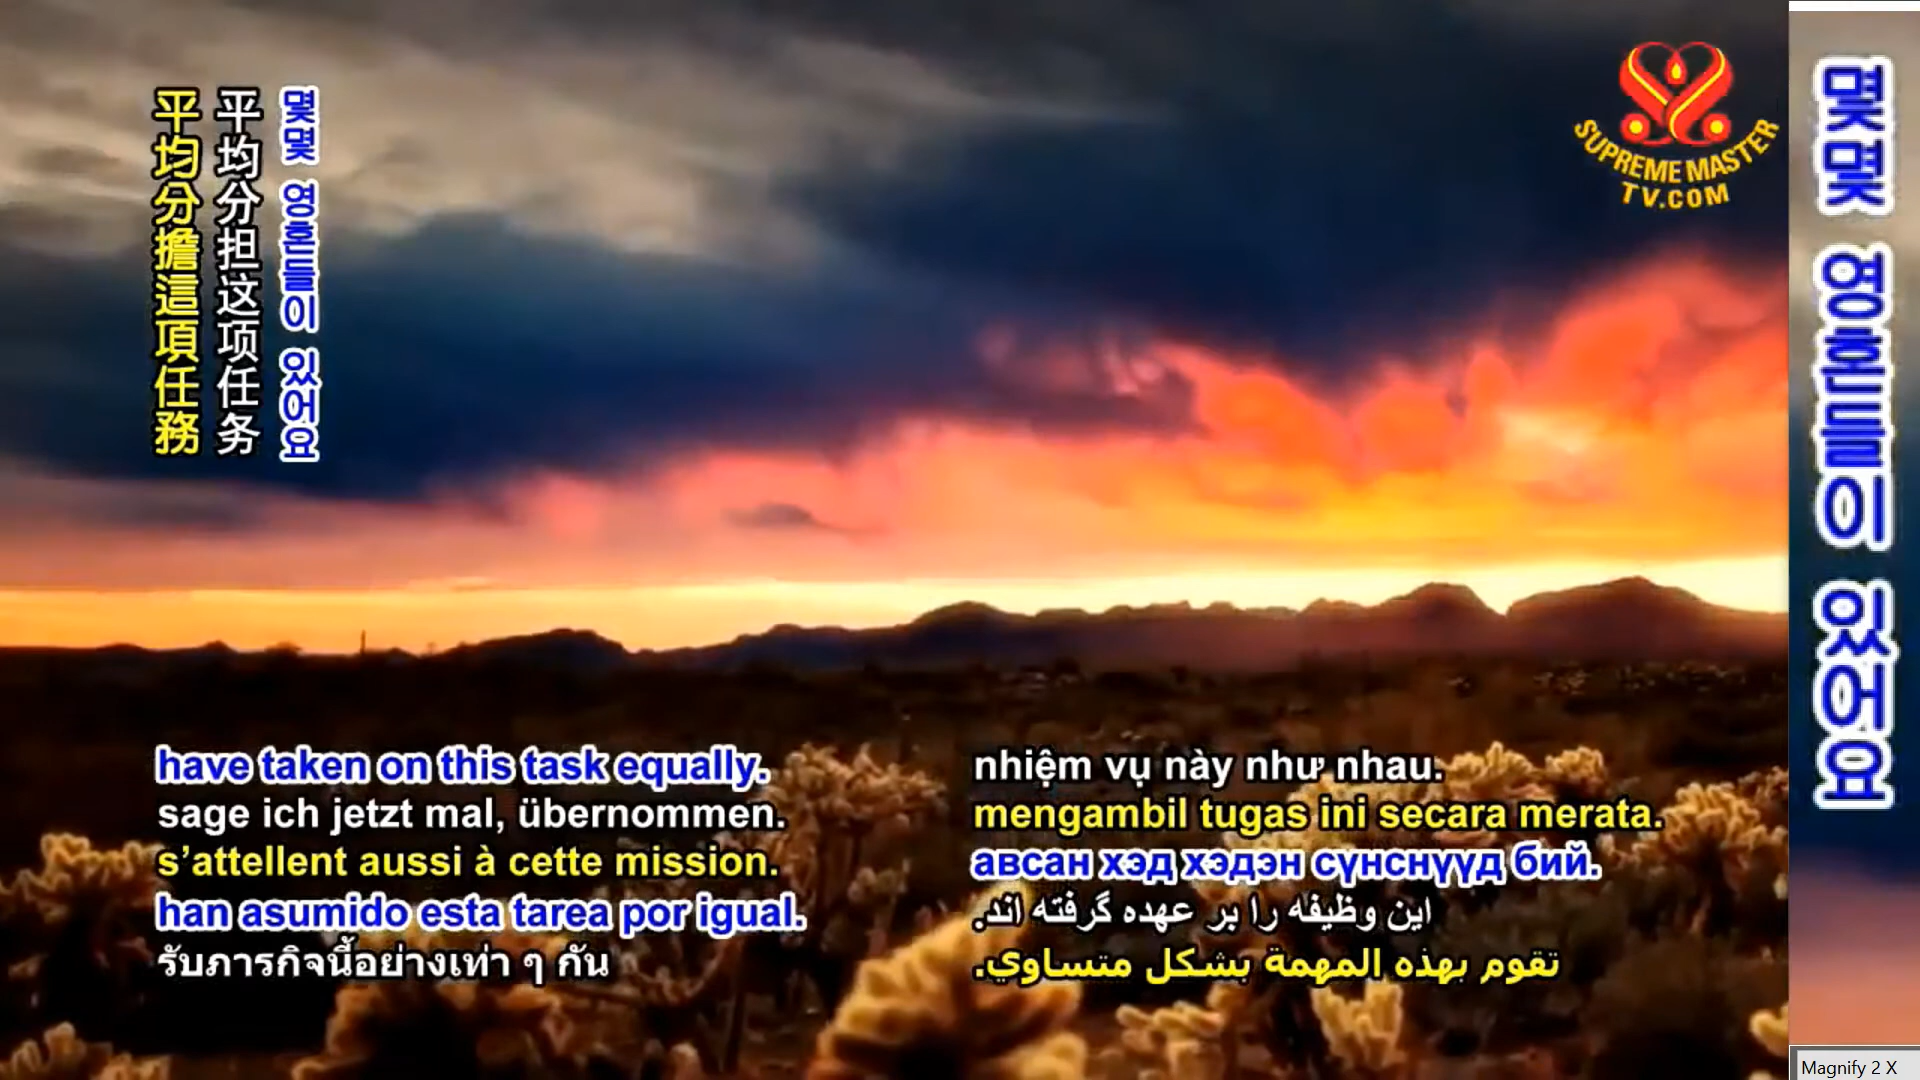 몇몇 영혼들이 있어요
平均分担这项任务
平均分擔這項任務
SUPREME MASTER
TV.COM
have taken on this task equally.
sage ich jetzt mal, übernommen.
s’attellent aussi à cette mission.
han asumido esta tarea por igual.
รับภารกิจนี้อย่างเท่า ๆ กัน
nhiệm vụ này như nhau.
mengambil tugas ini secara merata.
авсан хэд хэдэн сүнснүүд бий.
این وظیفه را بر عهده گرفته اند.
تقوم بهذه المهمة بشكل متساوي.
몇몇 영혼들이 있어요
Magnify 2 X